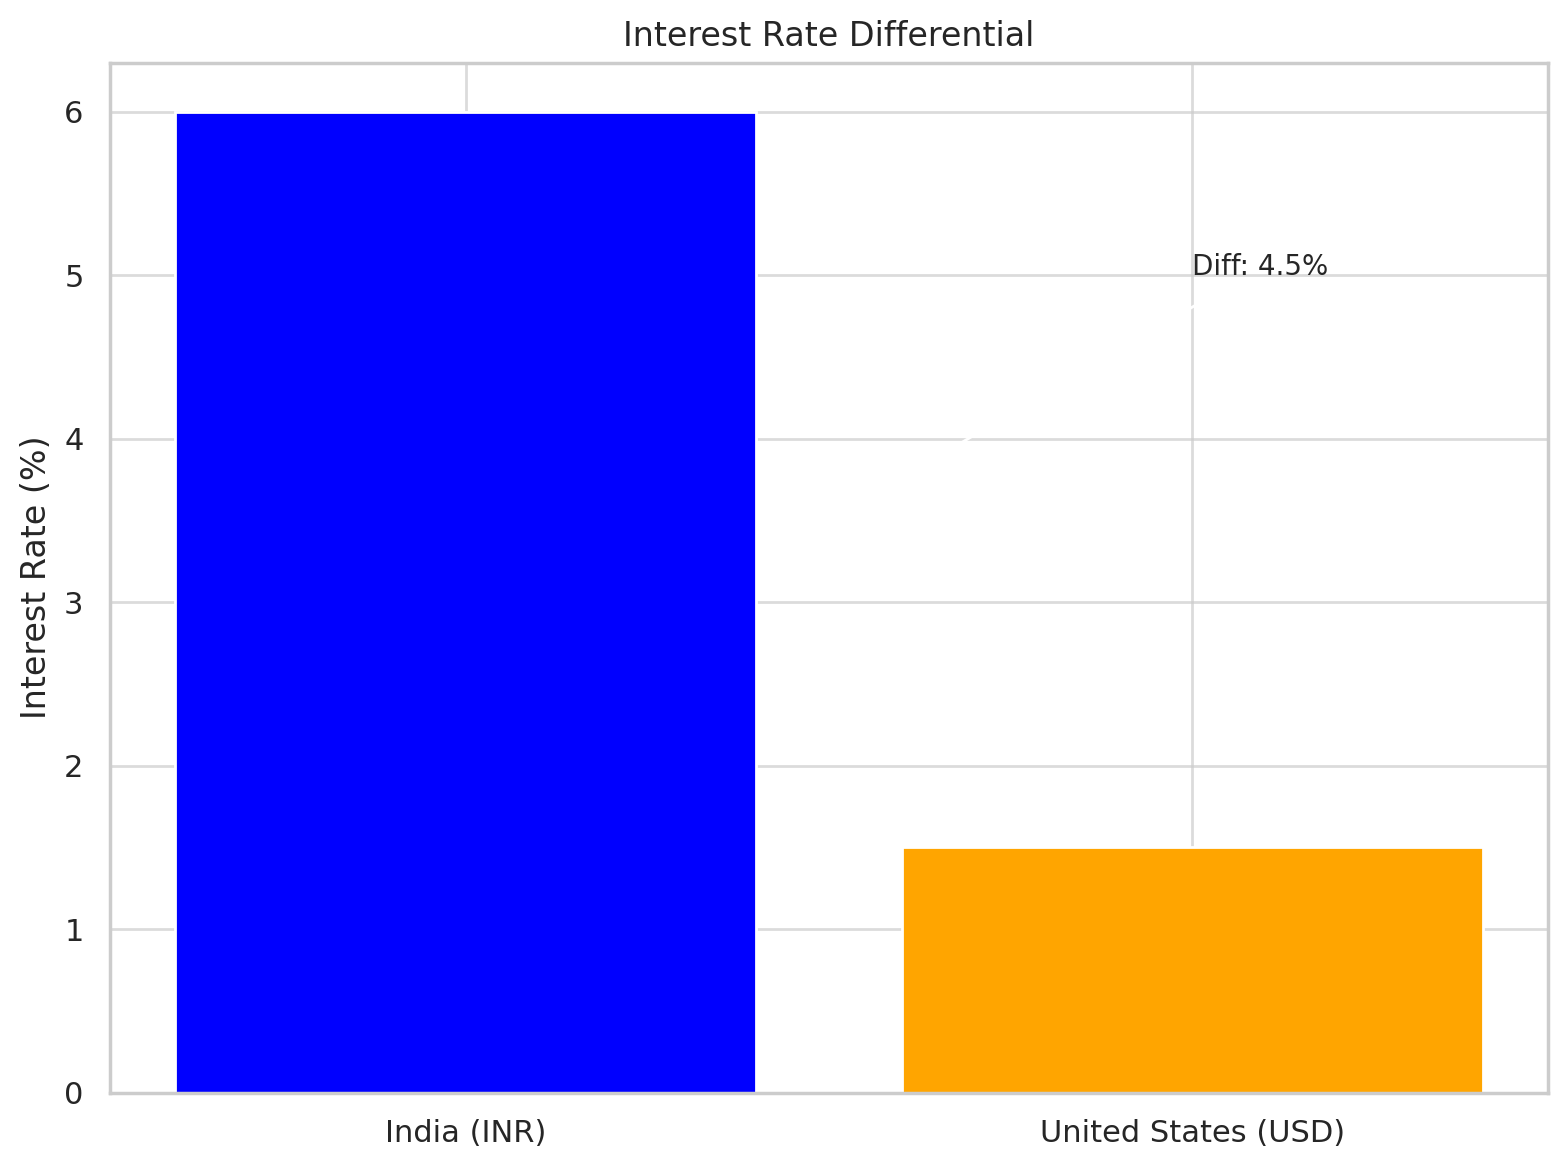 Interest Rate Differential
6
5
4
3
2
1
0
Interest Rate (%)
Diff: 4.5%
India (INR)
United States (USD)